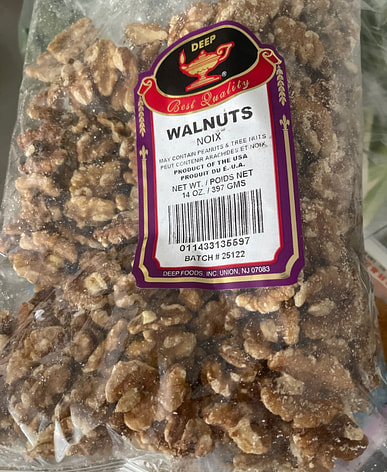 DEEP
®
Best Quality
WALNUTS
NOIX
MAY CONTAIN PEANUTS & TREE NUTS
PEUT CONTENIR ARACHIDES ET NOIX
PRODUCT OF THE USA
PRODUIT DU É.U.A.
NET WT. / POIDS NET
14 OZ. / 397 GMS
011433135597
BATCH # 25122
DEEP FOODS, INC. UNION, NJ 07083